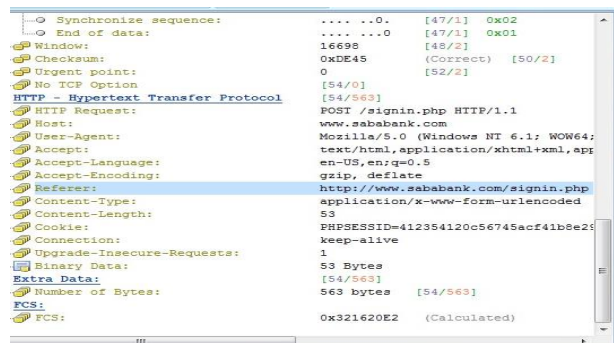 Synchronize sequence: .... ..0. [47/1] 0x02
End of data: .... ...0 [47/1] 0x01
Window: 16698 [48/2]
Checksum: 0xDE45 (Correct) [50/2]
Urgent point: 0 [52/2]
No TCP Option [54/0]
HTTP - Hypertext Transfer Protocol [54/563]
HTTP Request: POST /signin.php HTTP/1.1
Host: www.sababank.com
User-Agent: Mozilla/5.0 (Windows NT 6.1; WOW64;
Accept: text/html,application/xhtml+xml,app
Accept-Language: en-US,en;q=0.5
Accept-Encoding: gzip, deflate
Referer: http://www.sababank.com/signin.php
Content-Type: application/x-www-form-urlencoded
Content-Length: 53
Cookie: PHPSESSID=412354120c56745acf41b8e29
Connection: keep-alive
Upgrade-Insecure-Requests: 1
Binary Data: 53 Bytes
Extra Data: [54/563]
Number of Bytes: 563 bytes [54/563]
FCS:
FCS: 0x321620E2 (Calculated)